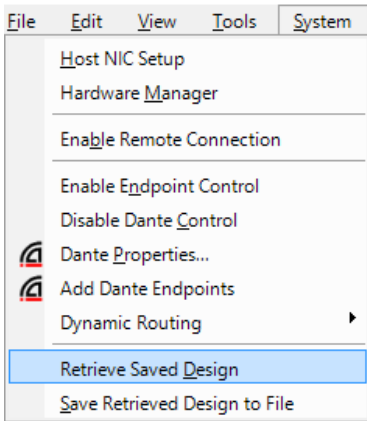 File Edit View Tools System
Host NIC Setup
Hardware Manager
Enable Remote Connection
Enable Endpoint Control
Disable Dante Control
Dante Properties...
Add Dante Endpoints
Dynamic Routing
Retrieve Saved Design
Save Retrieved Design to File